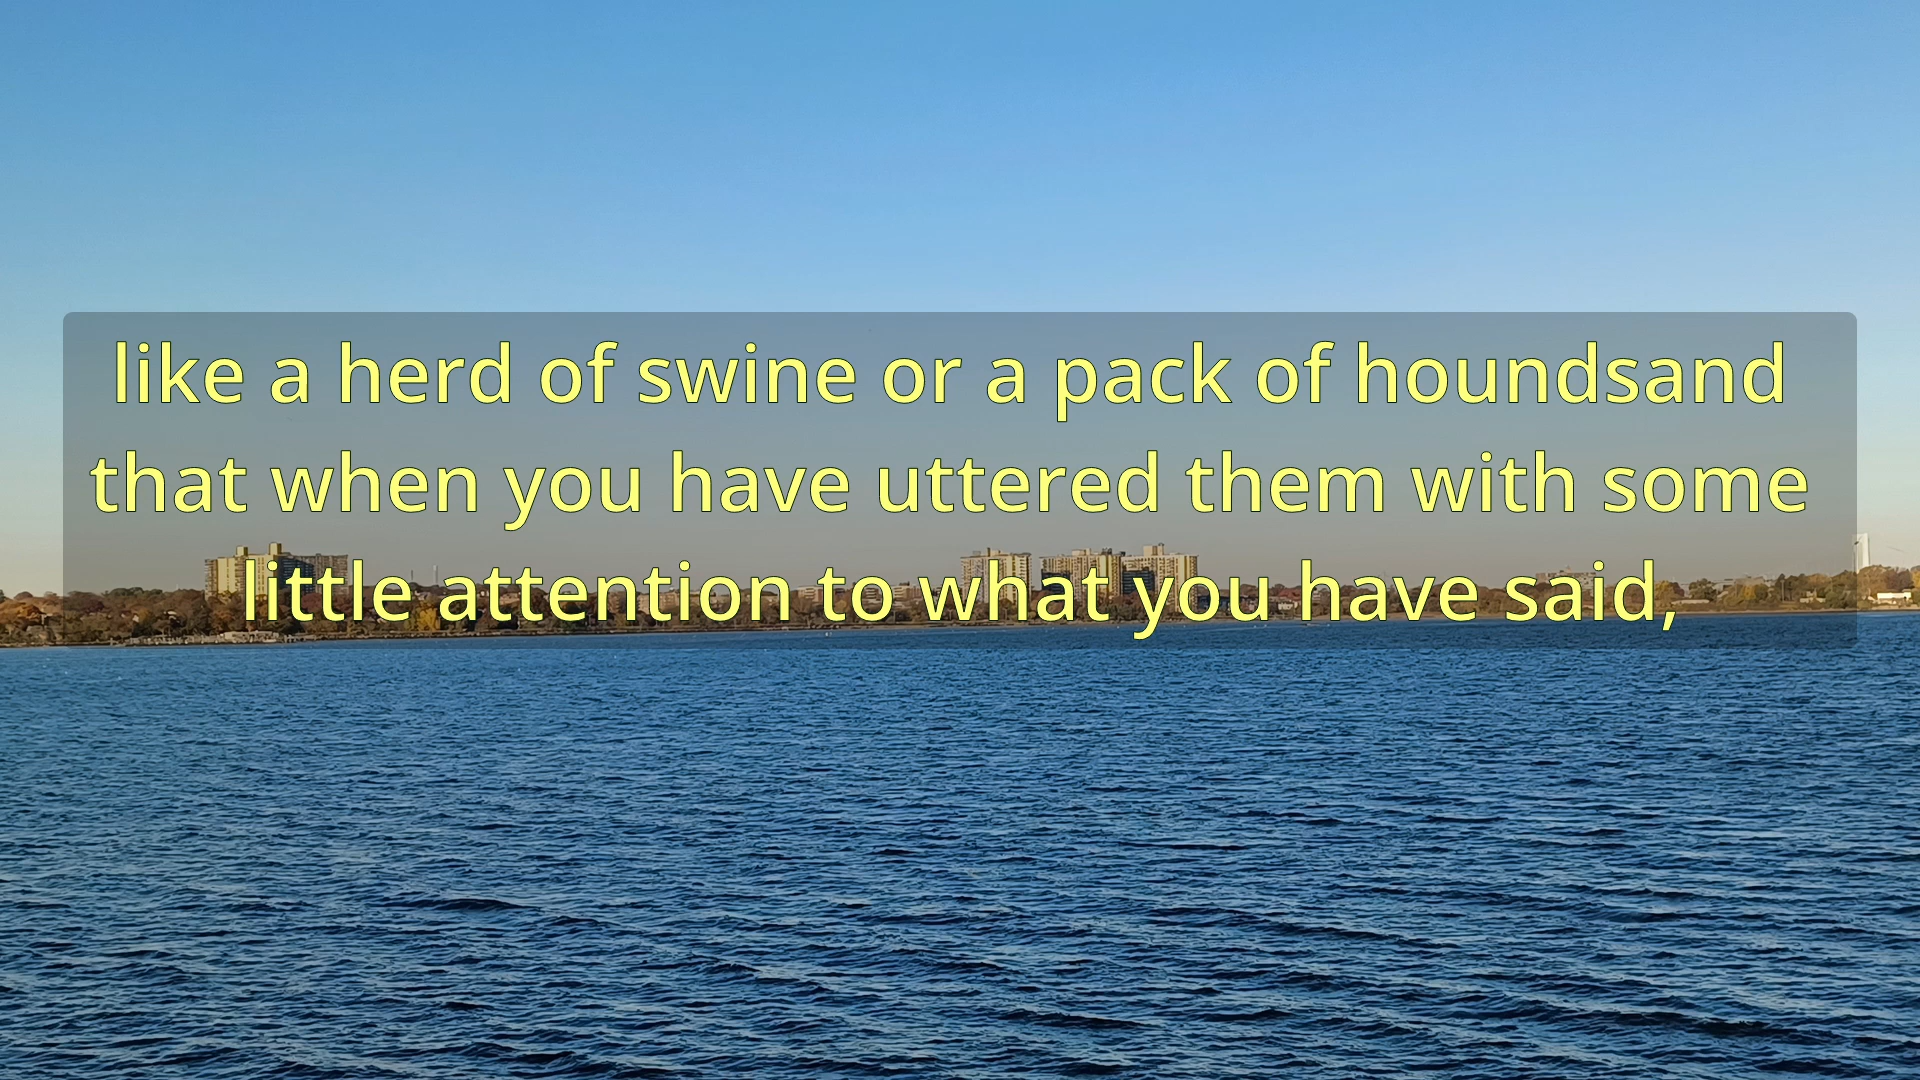 like a herd of swine or a pack of houndsand
that when you have uttered them with some
little attention to what you have said,